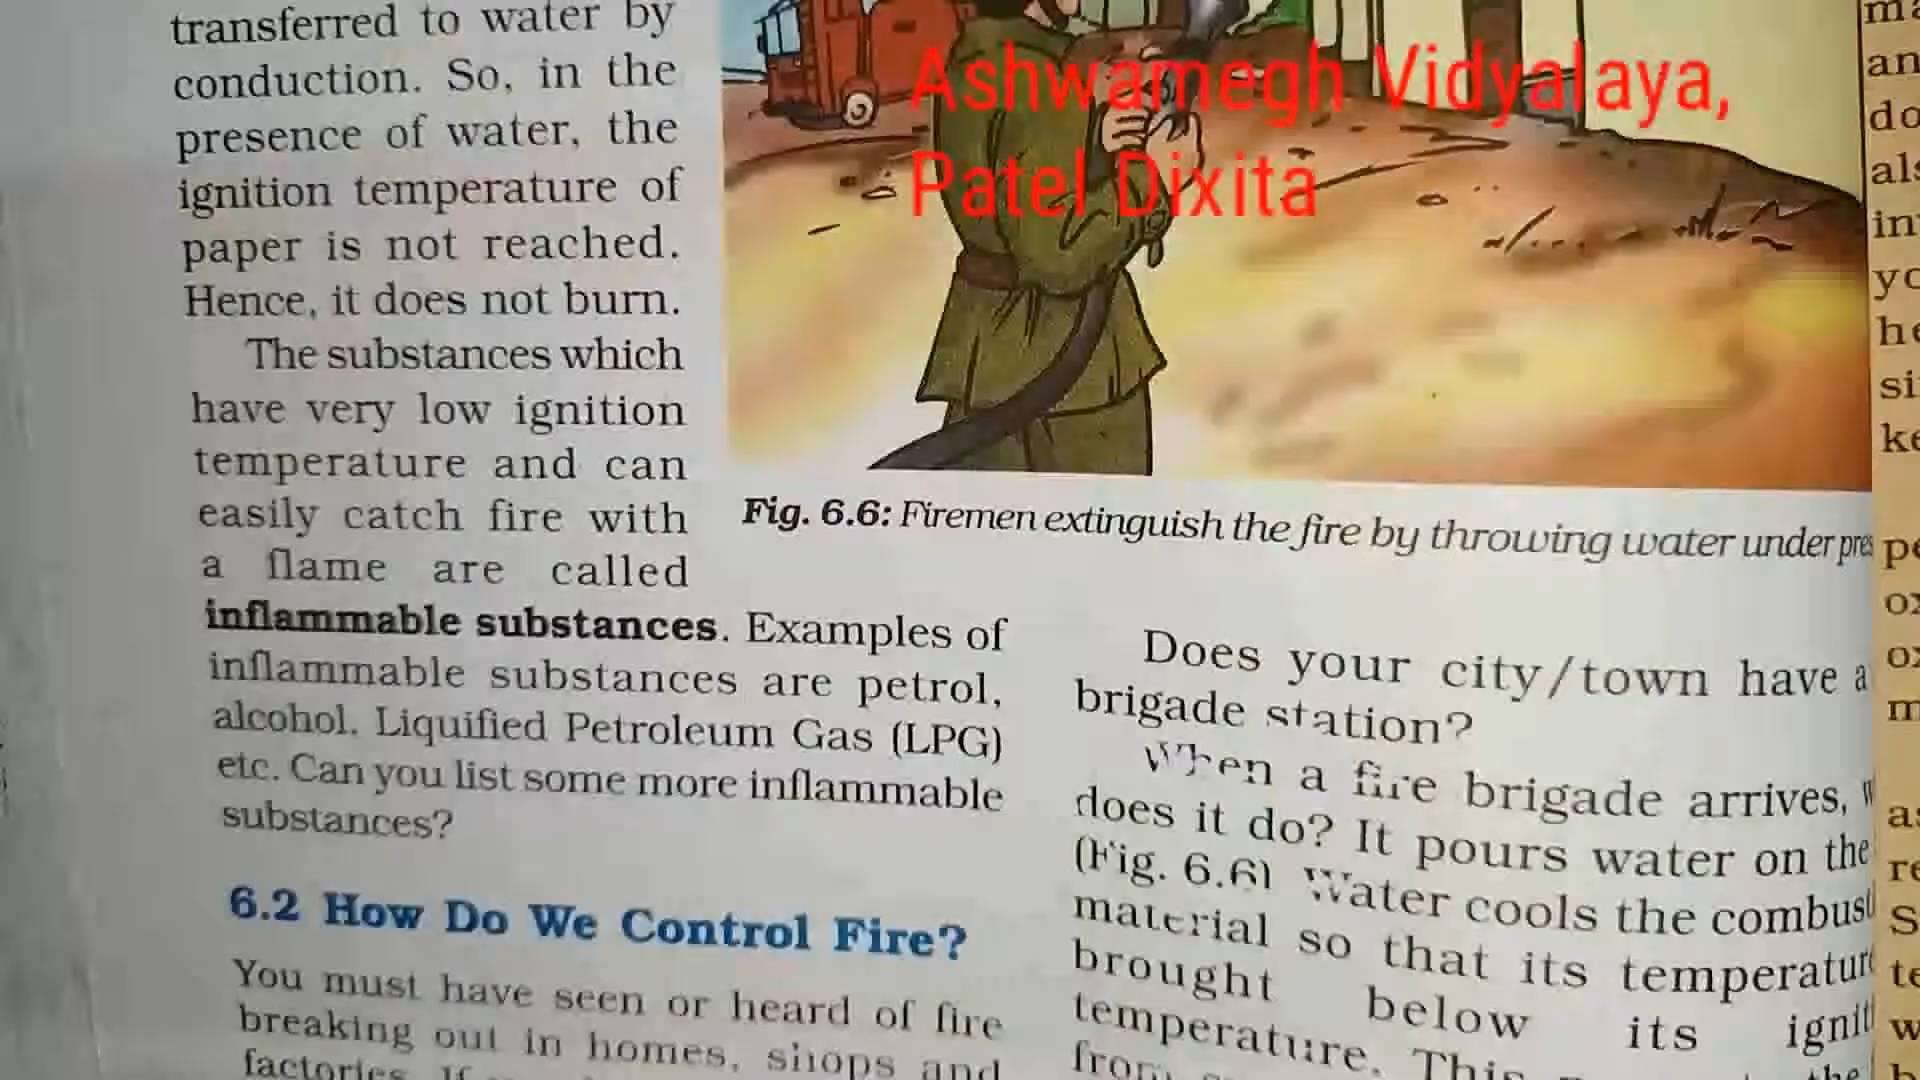 transferred to water by
conduction. So, in the
presence of water, the
ignition temperature of
paper is not reached.
Hence, it does not burn.
The substances which
have very low ignition
temperature and can
easily catch fire with
a flame are called
inflammable substances. Examples of
inflammable substances are petrol,
alcohol, Liquified Petroleum Gas (LPG)
etc. Can you list some more inflammable
substances?
6.2 How Do We Control Fire?
You must have seen or heard of fire
breaking out in homes, shops and
factories. If
Ashwamegh Vidyalaya,
Patel Dixita
Fig. 6.6: Firemen extinguish the fire by throwing water under
Does your city/town have a
brigade station?
When a fire brigade arrives,
does it do? It pours water on the
(Fig. 6.6) Water cools the
material so that its
brought below its
temperature. This